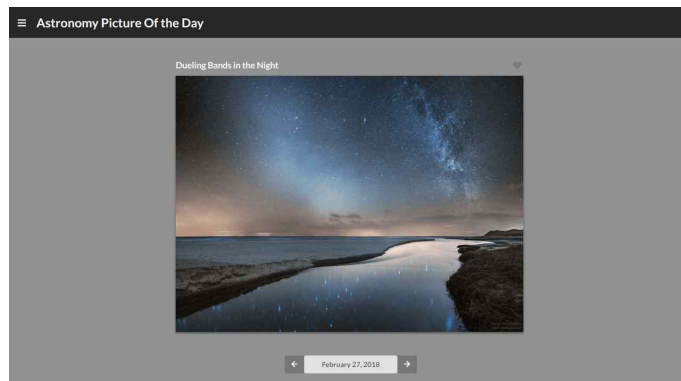 Astronomy Picture Of the Day
Dueling Bands in the Night
February 27, 2018